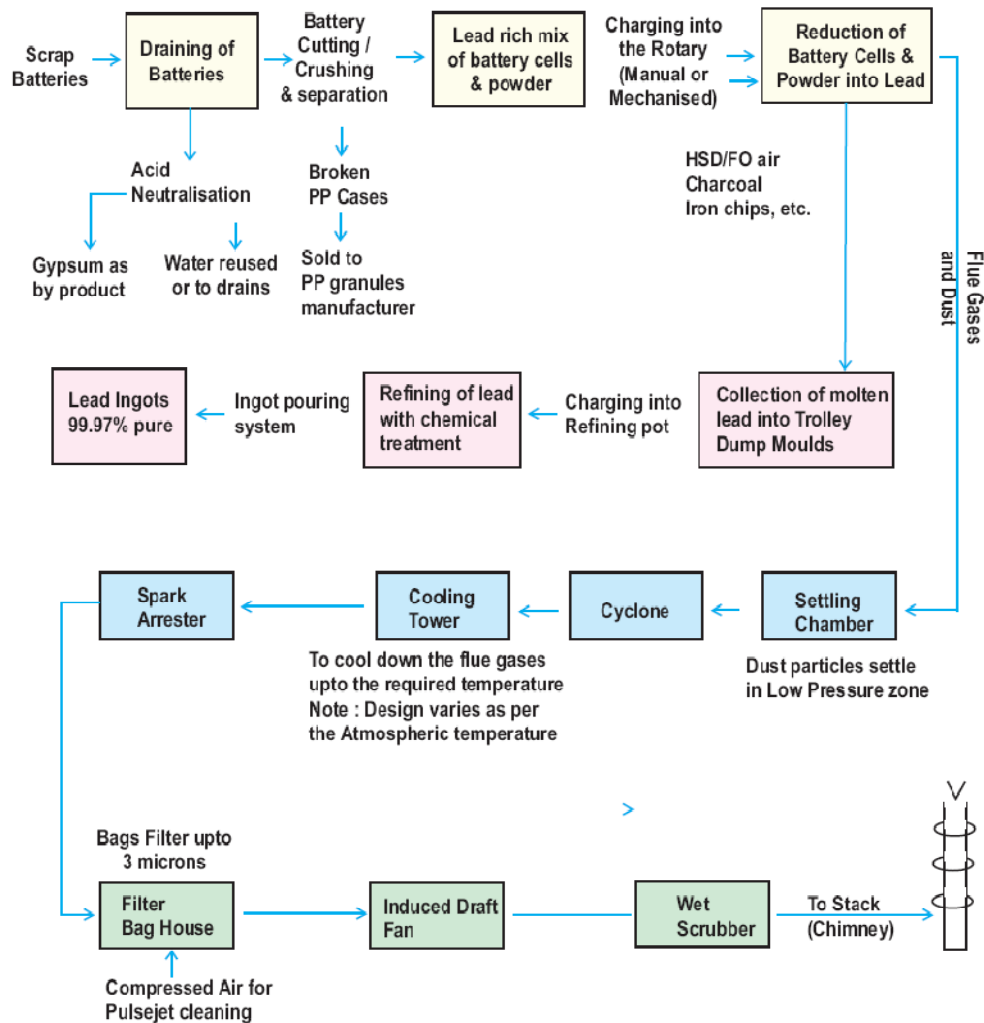 Scrap
Batteries
Draining of
Batteries
Battery
Cutting /
Crushing
& separation
Lead rich mix
of battery cells
& powder
Charging into
the Rotary
(Manual or
Mechanised)
Reduction of
Battery Cells &
Powder into Lead
Acid
Neutralisation
Gypsum as
by product
Water reused
or to drains
Broken
PP Cases
Sold to
PP granules
manufacturer
HSD/FO air
Charcoal
Iron chips, etc.
Flue Gases
and Dust
Lead Ingots
99.97% pure
Ingot pouring
system
Refining of lead
with chemical
treatment
Charging into
Refining pot
Collection of molten
lead into Trolley
Dump Moulds
Spark
Arrester
Cooling
Tower
Cyclone
Settling
Chamber
To cool down the flue gases
upto the required temperature
Note : Design varies as per
the Atmospheric temperature
Dust particles settle
in Low Pressure zone
Bags Filter upto
3 microns
Filter
Bag House
Induced Draft
Fan
Wet
Scrubber
To Stack
(Chimney)
Compressed Air for
Pulsejet cleaning